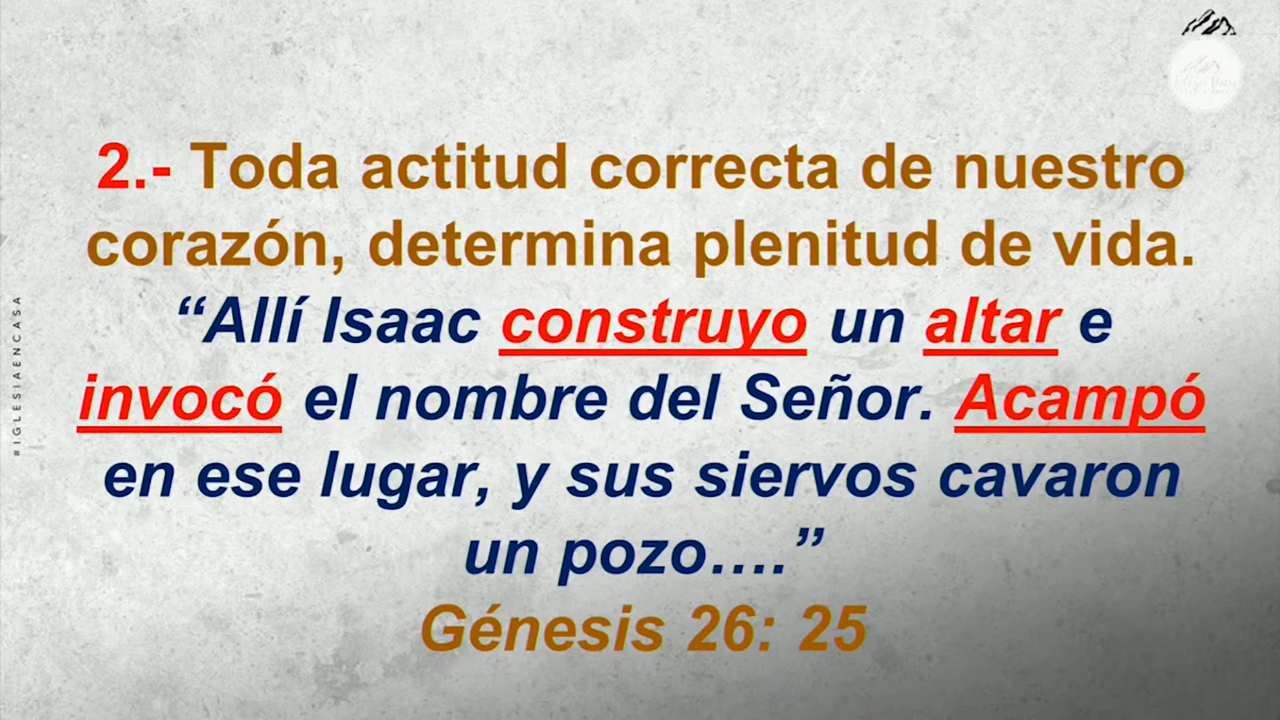 2.- Toda actitud correcta de nuestro
corazón, determina plenitud de vida.
“Allí Isaac construyo un altar e
invocó el nombre del Señor. Acampó
en ese lugar, y sus siervos cavaron
un pozo….”
Génesis 26: 25
#IGLESIAENCASA